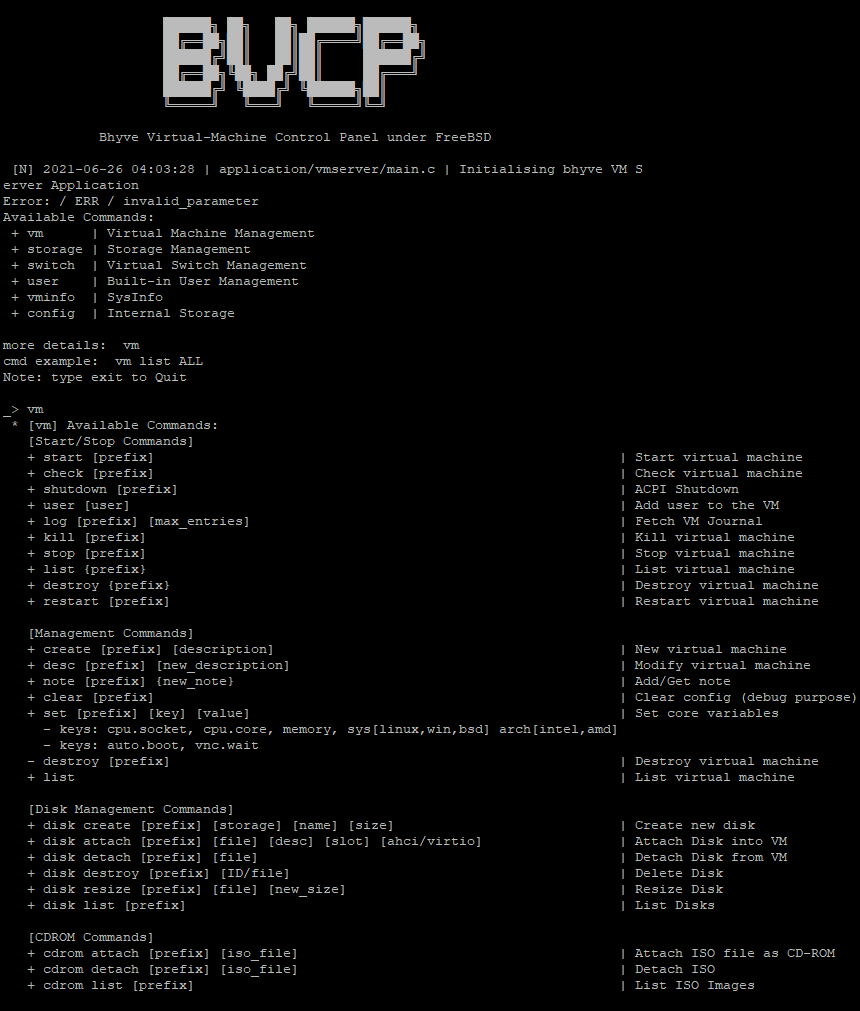 BVCP
Bhyve Virtual-Machine Control Panel under FreeBSD
[N] 2021-06-26 04:03:28 | application/vmserver/main.c | Initialising bhyve VM S
erver Application
Error: / ERR / invalid_parameter
Available Commands:
+ vm      | Virtual Machine Management
+ storage | Storage Management
+ switch  | Virtual Switch Management
+ user    | Built-in User Management
+ vminfo  | SysInfo
+ config  | Internal Storage
more details:  vm
cmd example:  vm list ALL
Note: type exit to Quit
_> vm
* [vm] Available Commands:
[Start/Stop Commands]
+ start [prefix] | Start virtual machine
+ check [prefix] | Check virtual machine
+ shutdown [prefix] | ACPI Shutdown
+ user [user] | Add user to the VM
+ log [prefix] [max_entries] | Fetch VM Journal
+ kill [prefix] | Kill virtual machine
+ stop [prefix] | Stop virtual machine
+ list {prefix} | List virtual machine
+ destroy {prefix} | Destroy virtual machine
+ restart [prefix] | Restart virtual machine
[Management Commands]
+ create [prefix] [description] | New virtual machine
+ desc [prefix] [new_description] | Modify virtual machine
+ note [prefix] {new_note} | Add/Get note
+ clear [prefix] | Clear config (debug purpose)
+ set [prefix] [key] [value] | Set core variables
- keys: cpu.socket, cpu.core, memory, sys[linux,win,bsd] arch[intel,amd]
- keys: auto.boot, vnc.wait
- destroy [prefix] | Destroy virtual machine
+ list | List virtual machine
[Disk Management Commands]
+ disk create [prefix] [storage] [name] [size] | Create new disk
+ disk attach [prefix] [file] [desc] [slot] [ahci/virtio] | Attach Disk into VM
+ disk detach [prefix] [file] | Detach Disk from VM
+ disk destroy [prefix] [ID/file] | Delete Disk
+ disk resize [prefix] [file] [new_size] | Resize Disk
+ disk list [prefix] | List Disks
[CDROM Commands]
+ cdrom attach [prefix] [iso_file] | Attach ISO file as CD-ROM
+ cdrom detach [prefix] [iso_file] | Detach ISO
+ cdrom list [prefix] | List ISO Images